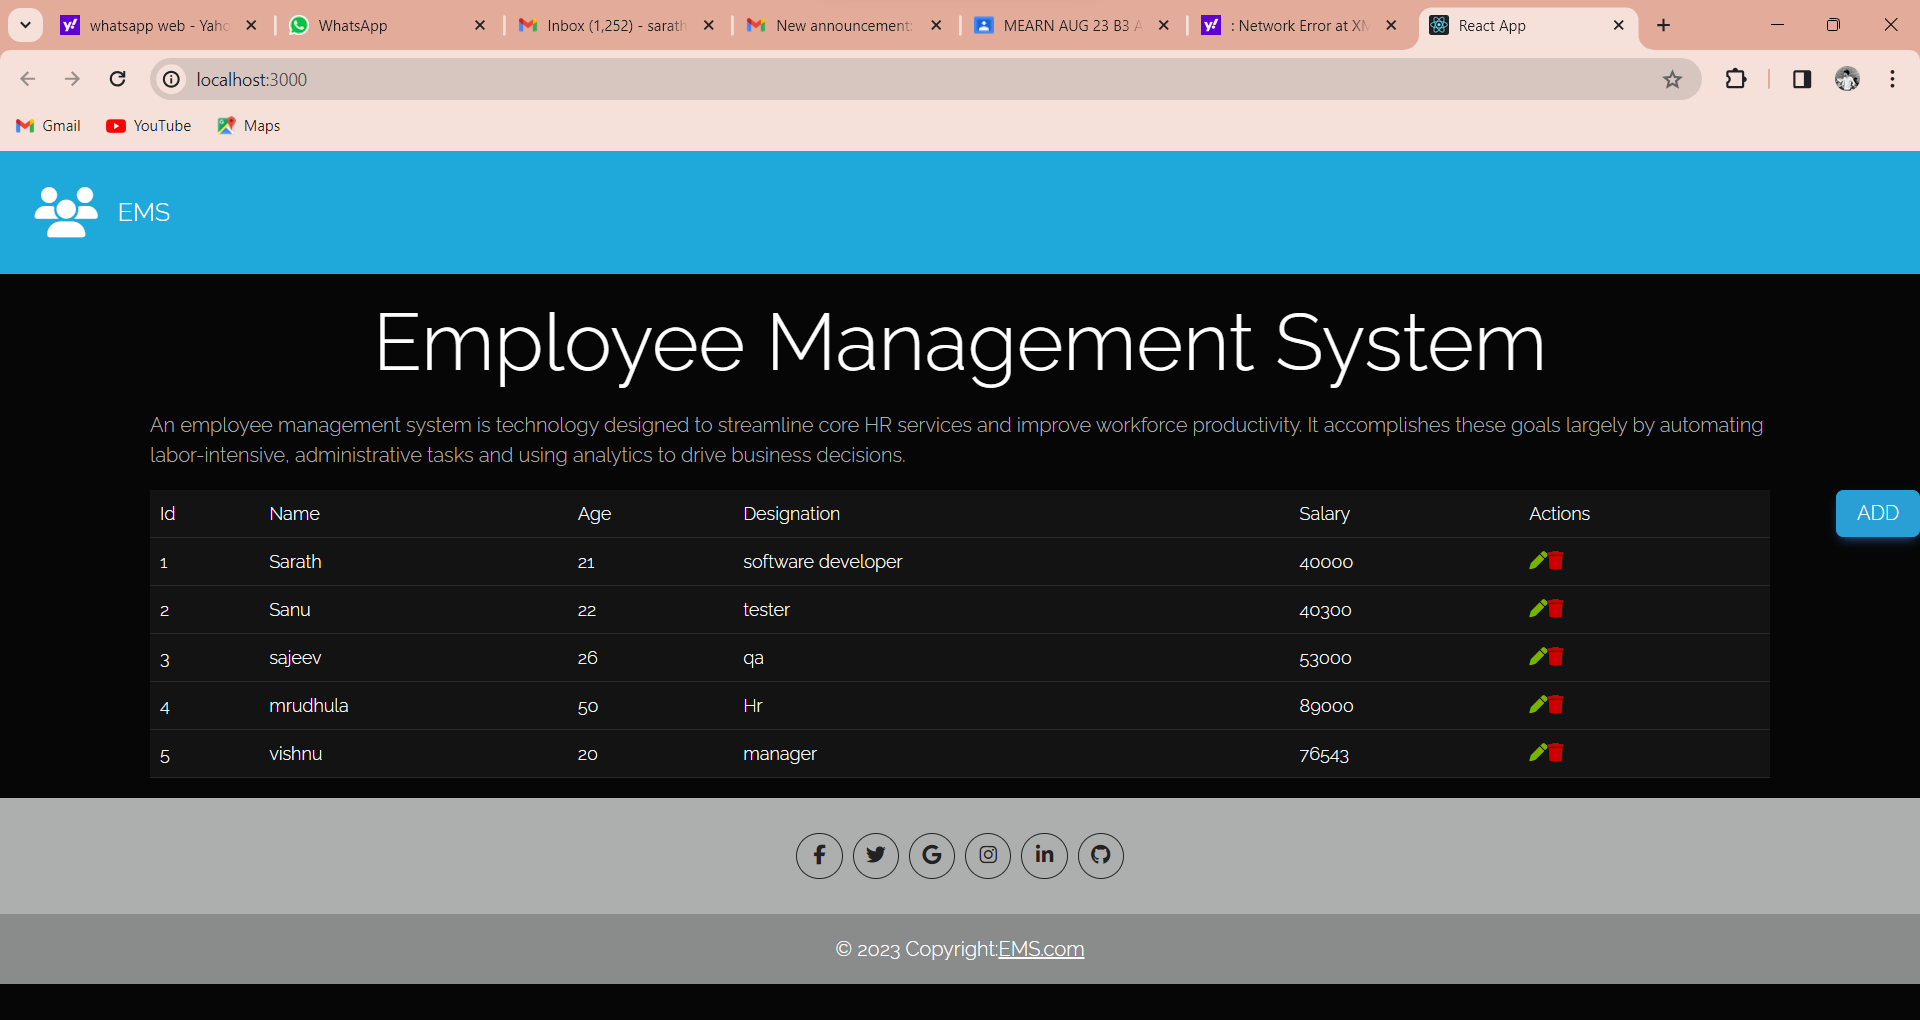 whatsapp web - Yaho
WhatsApp
Inbox (1,252) - sarath
New announcement:
MEARN AUG 23 B3 A
: Network Error at XM
React App
localhost:3000
Gmail
YouTube
Maps
EMS
Employee Management System
An employee management system is technology designed to streamline core HR services and improve workforce productivity. It accomplishes these goals largely by automating
labor-intensive, administrative tasks and using analytics to drive business decisions.
Id Name Age Designation Salary Actions
ADD
1 Sarath 21 software developer 40000
2 Sanu 22 tester 40300
3 sajeev 26 qa 53000
4 mrudhula 50 Hr 89000
5 vishnu 20 manager 76543
© 2023 Copyright:EMS.com